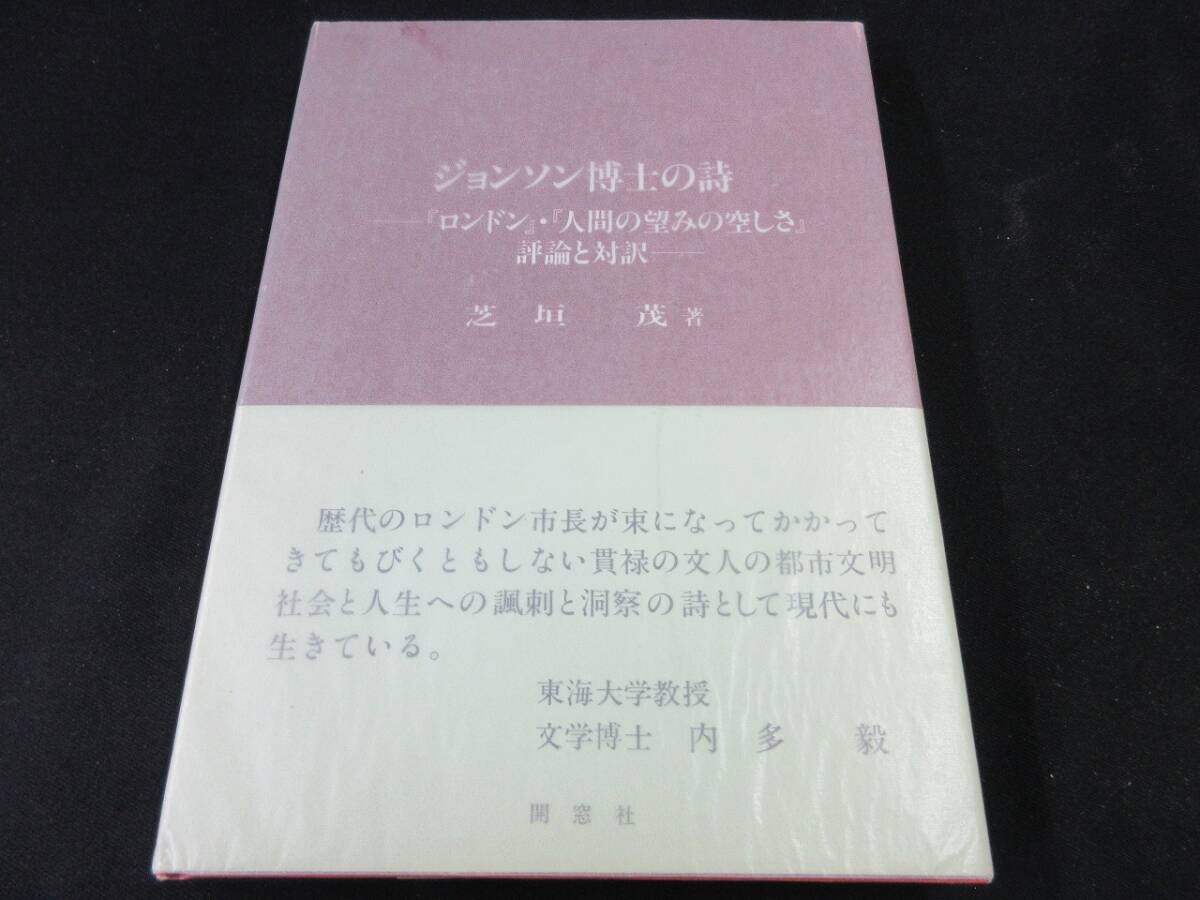 ジョンソン博士の詩
――『ロンドン』・『人間の望みの空しさ』
評論と対訳――
芝垣 茂 著
歴代のロンドン市長が束になってかかって
きてもびくともしない貫禄の文人の都市文明
社会と人生への諷刺と洞察の詩として現代にも
生きている。
東海大学教授
文学博士 内多 毅
開窓社